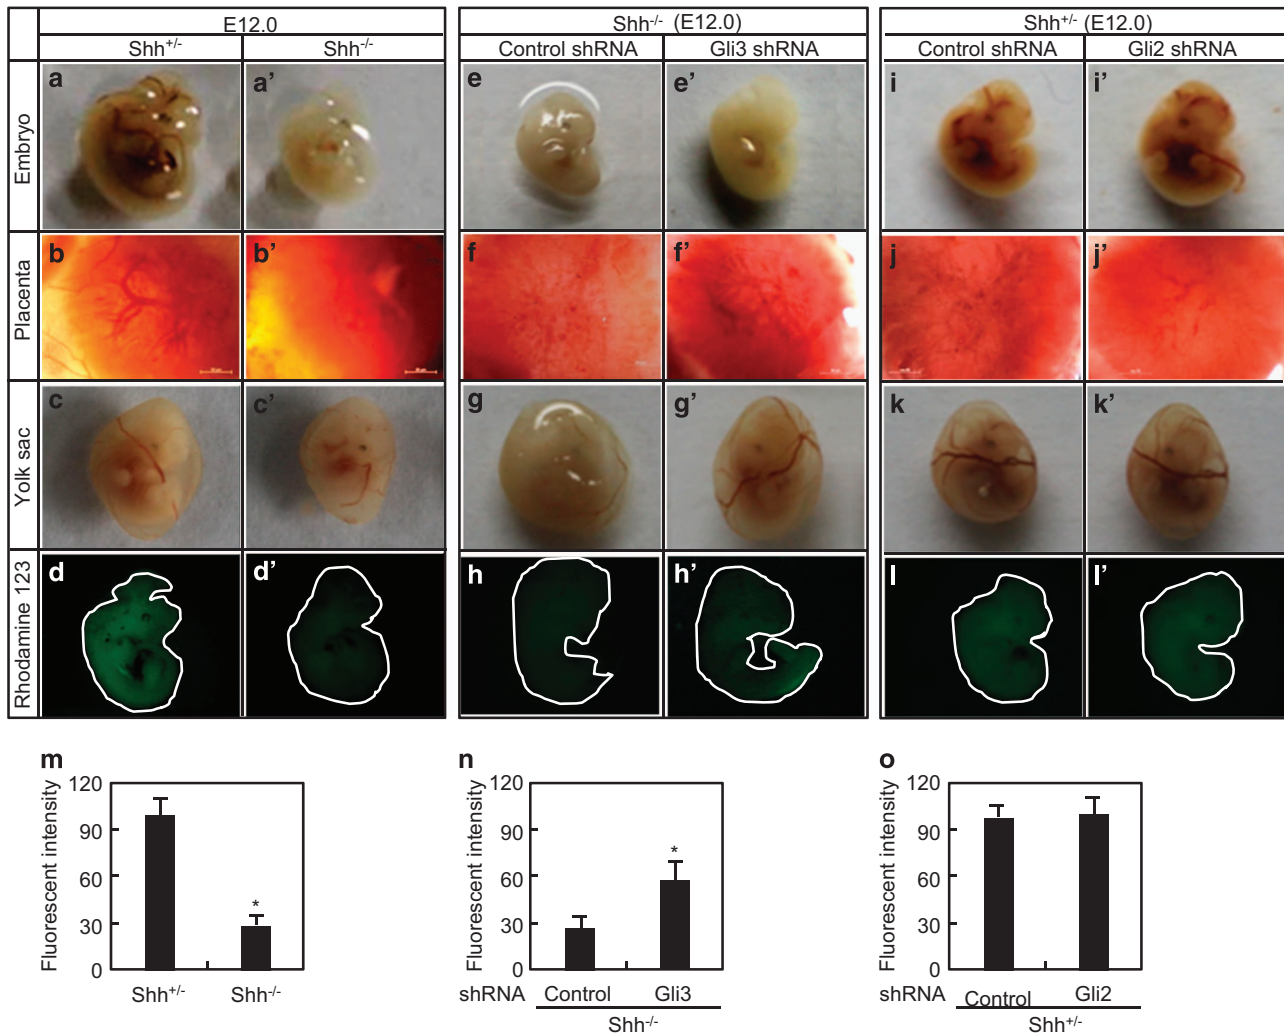 E12.0
Shh+/- Shh-/-
Shh-/- (E12.0)
Control shRNA Gli3 shRNA
Shh+/- (E12.0)
Control shRNA Gli2 shRNA
Embryo
a a' e e' i i'
Placenta
b b' f f' j j'
Yolk sac
c c' g g' k k'
Rhodamine 123
d d' h h' l l'
m
Fluorescent intensity
120
90
60
30
0
*
Shh+/- Shh-/-
n
Fluorescent intensity
120
90
60
30
0
*
shRNA Control Gli3
Shh-/-
o
Fluorescent intensity
120
90
60
30
0
shRNA Control Gli2
Shh+/-